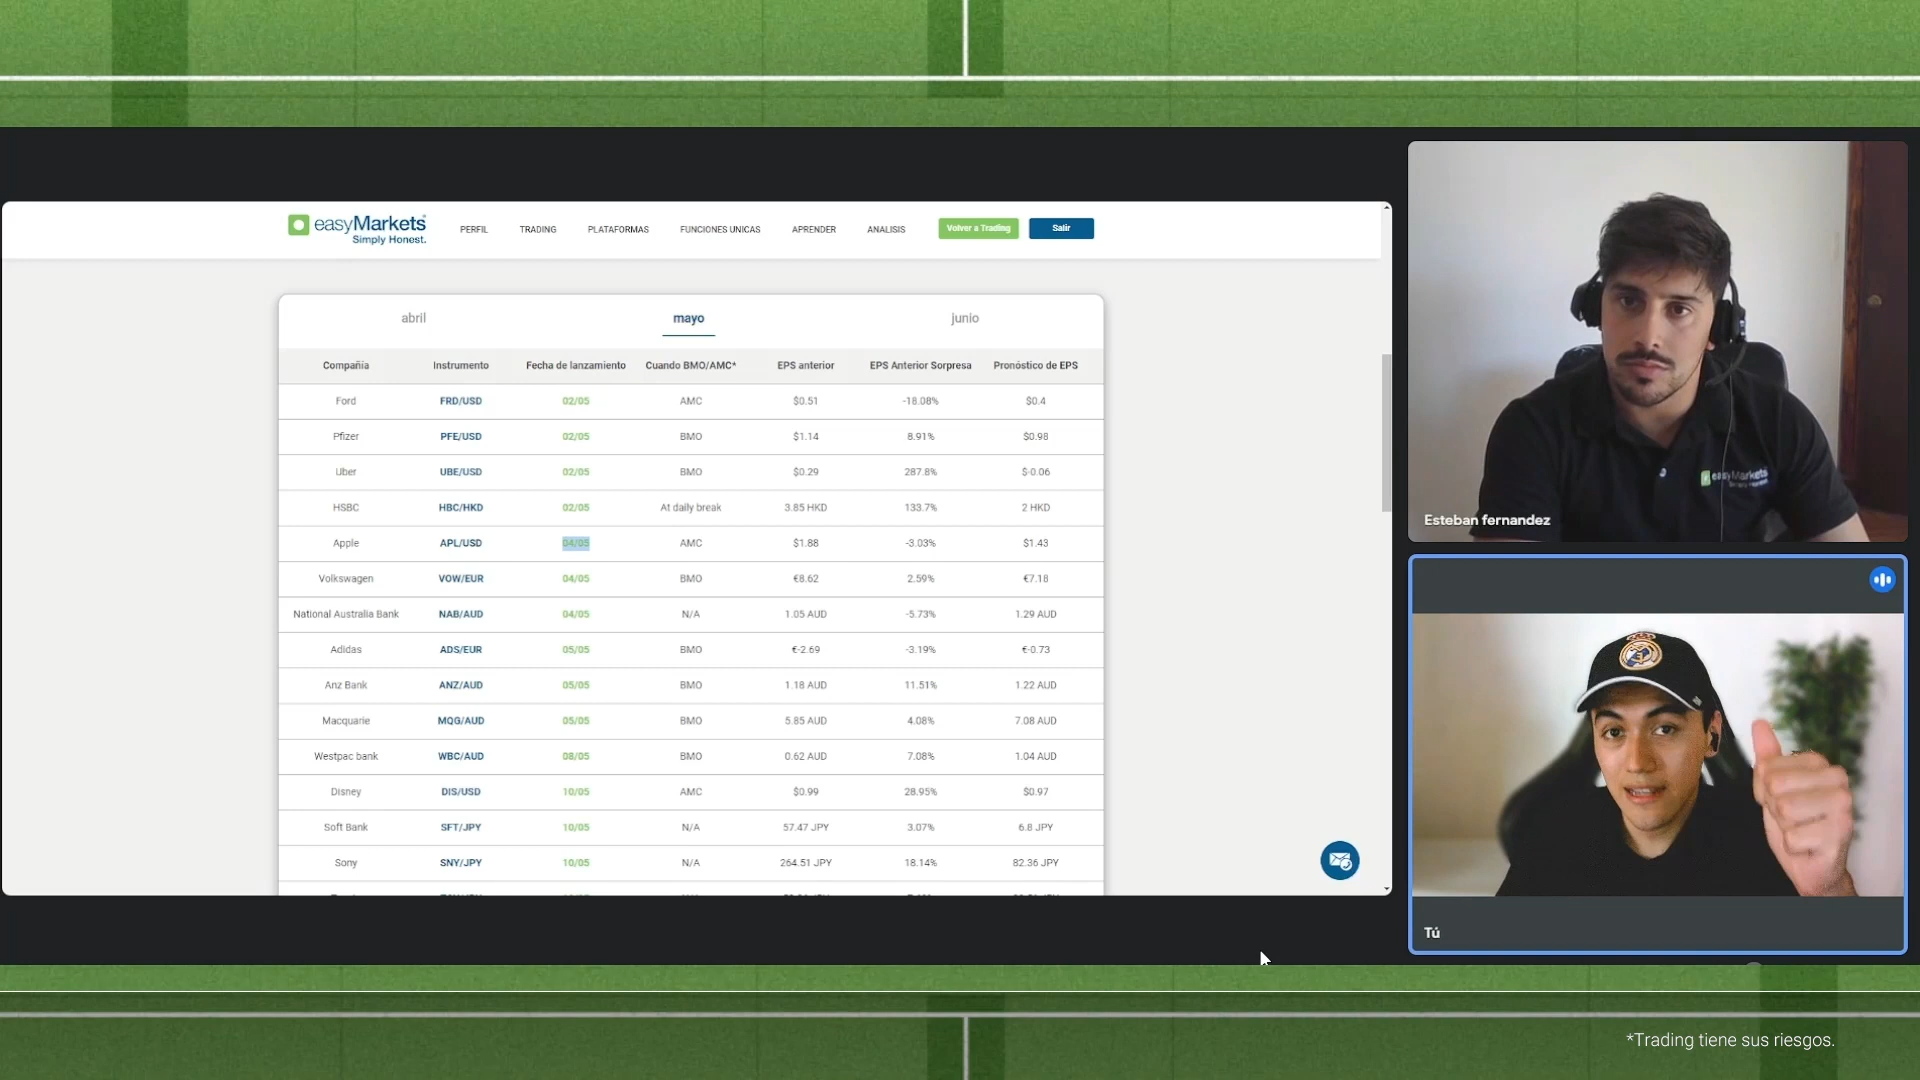 easyMarkets
Simply Honest.
PERFIL TRADING PLATAFORMAS FUNCIONES UNICAS APRENDER ANALISIS Volver a Trading Salir
abril mayo junio
Compañía Instrumento Fecha de lanzamiento Cuando BMO/AMC* EPS anterior EPS Anterior Sorpresa Pronóstico de EPS
Ford FRD/USD 02/05 AMC $0.51 -18.08% $0.4
Pfizer PFE/USD 02/05 BMO $1.14 8.91% $0.98
Uber UBE/USD 02/05 BMO $0.29 287.8% $-0.06
HSBC HBC/HKD 02/05 At daily break 3.85 HKD 133.7% 2 HKD
Apple APL/USD 04/05 AMC $1.88 -3.03% $1.43
Volkswagen VOW/EUR 04/05 BMO €8.62 2.59% €7.18
National Australia Bank NAB/AUD 04/05 N/A 1.05 AUD -5.73% 1.29 AUD
Adidas ADS/EUR 05/05 BMO €-2.69 -3.19% €-0.73
Anz Bank ANZ/AUD 05/05 BMO 1.18 AUD 11.51% 1.22 AUD
Macquarie MQG/AUD 05/05 BMO 5.85 AUD 4.08% 7.08 AUD
Westpac bank WBC/AUD 08/05 BMO 0.62 AUD 7.08% 1.04 AUD
Disney DIS/USD 10/05 AMC $0.99 28.95% $0.97
Soft Bank SFT/JPY 10/05 N/A 57.47 JPY 3.07% 6.8 JPY
Sony SNY/JPY 10/05 N/A 264.51 JPY 18.14% 82.36 JPY
easyMarkets
Esteban fernandez
Tú
*Trading tiene sus riesgos.